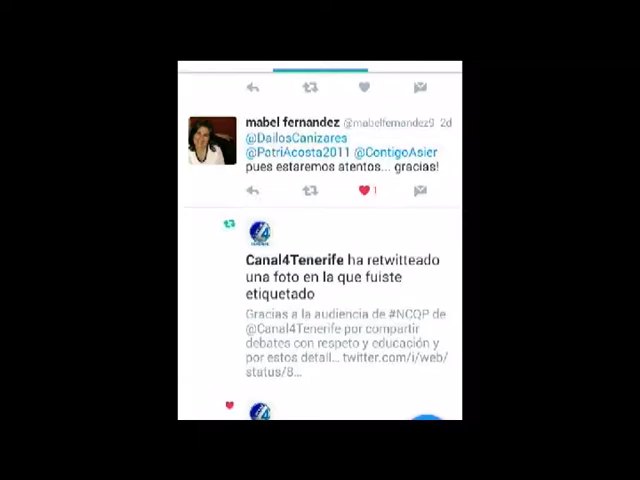 mabel fernandez @mabelfernandez9 2d
@DailosCanizares
@PatriAcosta2011 @ContigoAsier
pues estaremos atentos... gracias!
1
Canal4Tenerife ha retwitteado
una foto en la que fuiste
etiquetado
Gracias a la audiencia de #NCQP de
@Canal4Tenerife por compartir
debates con respeto y educación y
por estos detall... twitter.com/i/web/
status/8...